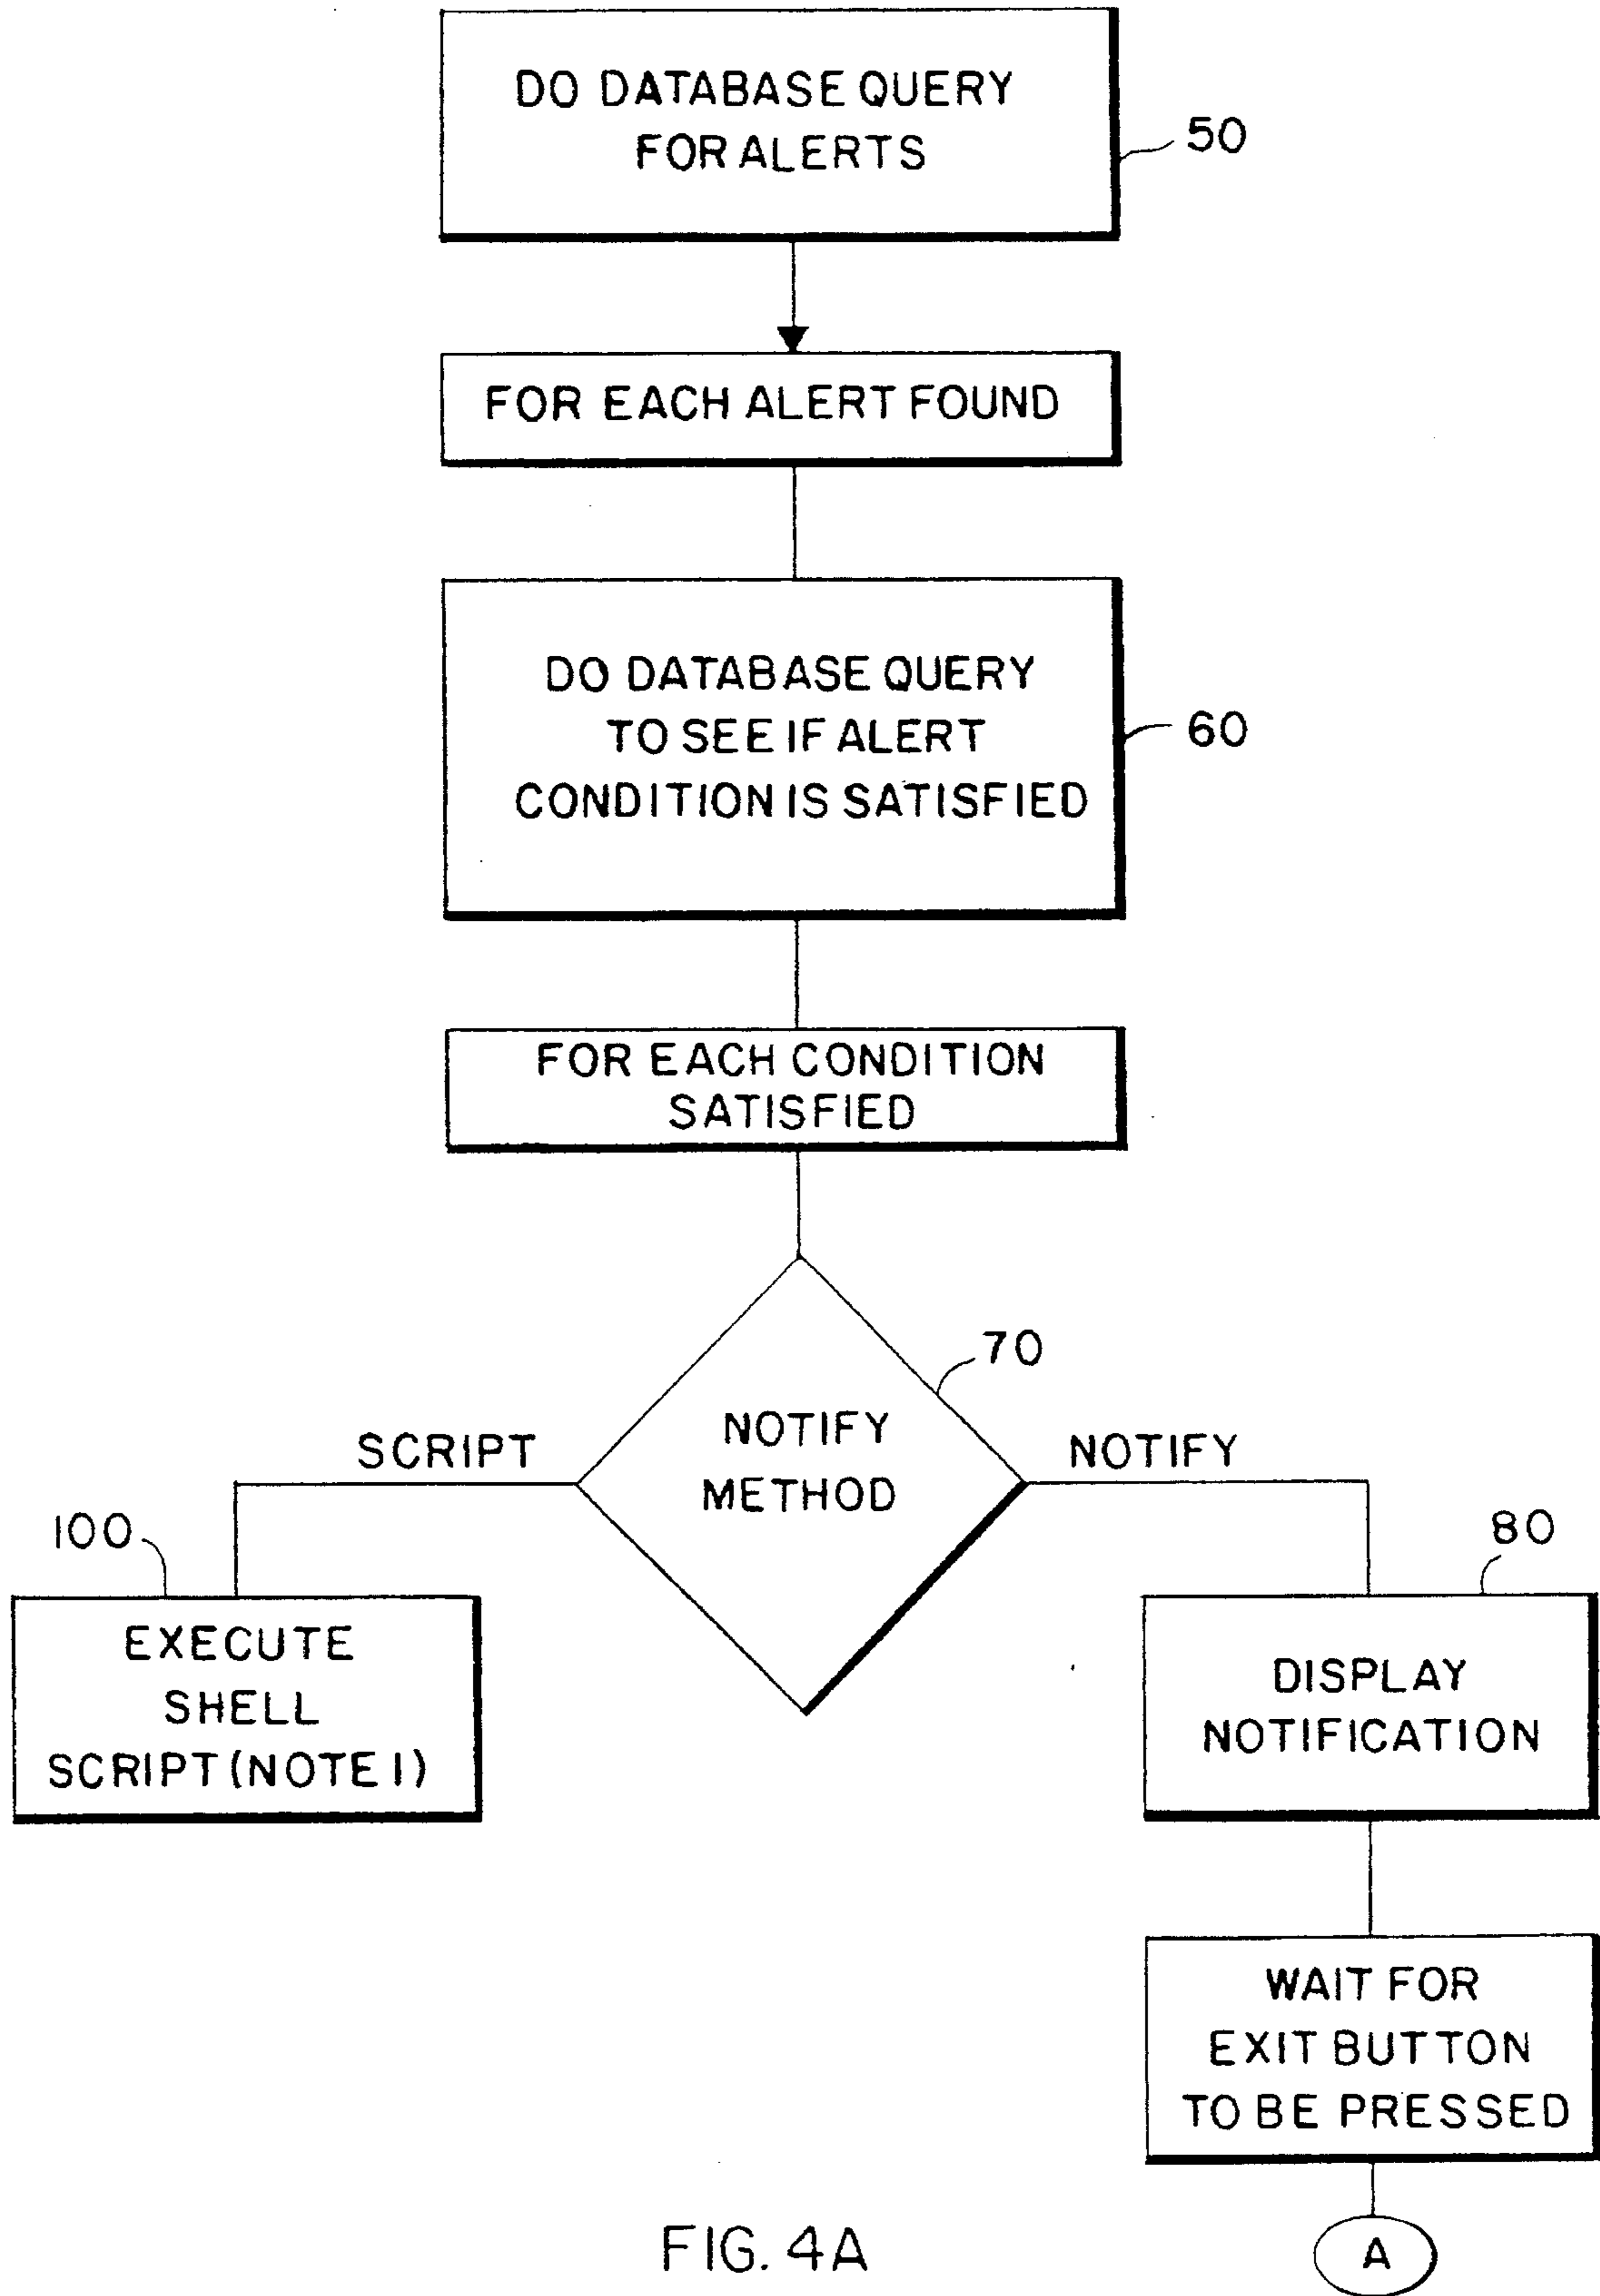 DO DATABASE QUERY
FOR ALERTS
50
FOR EACH ALERT FOUND
DO DATABASE QUERY
TO SEE IF ALERT
CONDITION IS SATISFIED
60
FOR EACH CONDITION
SATISFIED
70
NOTIFY
METHOD
SCRIPT
NOTIFY
100
80
EXECUTE
SHELL
SCRIPT (NOTE 1)
DISPLAY
NOTIFICATION
WAIT FOR
EXIT BUTTON
TO BE PRESSED
A
FIG. 4A